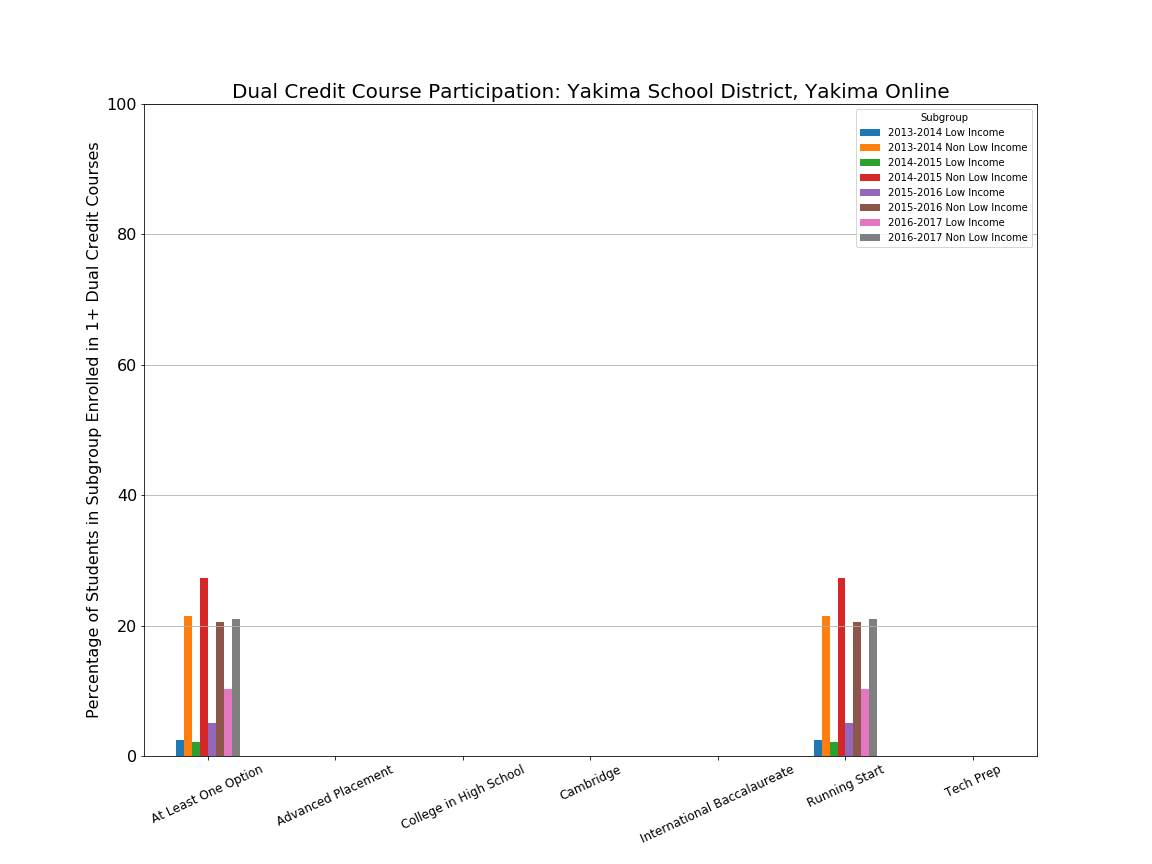 Dual Credit Course Participation: Yakima School District, Yakima Online
Percentage of Students in Subgroup Enrolled in 1+ Dual Credit Courses
100
80
60
40
20
0
Subgroup
2013-2014 Low Income
2013-2014 Non Low Income
2014-2015 Low Income
2014-2015 Non Low Income
2015-2016 Low Income
2015-2016 Non Low Income
2016-2017 Low Income
2016-2017 Non Low Income
At Least One Option
Advanced Placement
College in High School
Cambridge
International Baccalaureate
Running Start
Tech Prep